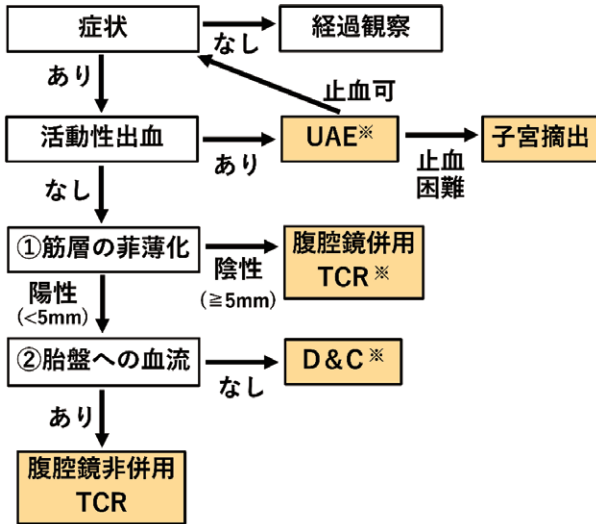 症状
なし
経過観察
あり
止血可
活動性出血
あり
UAE※
止血
困難
子宮摘出
なし
①筋層の菲薄化
陰性
(≧5mm)
腹腔鏡併用
TCR※
陽性
(<5mm)
②胎盤への血流
なし
D&C※
あり
腹腔鏡非併用
TCR